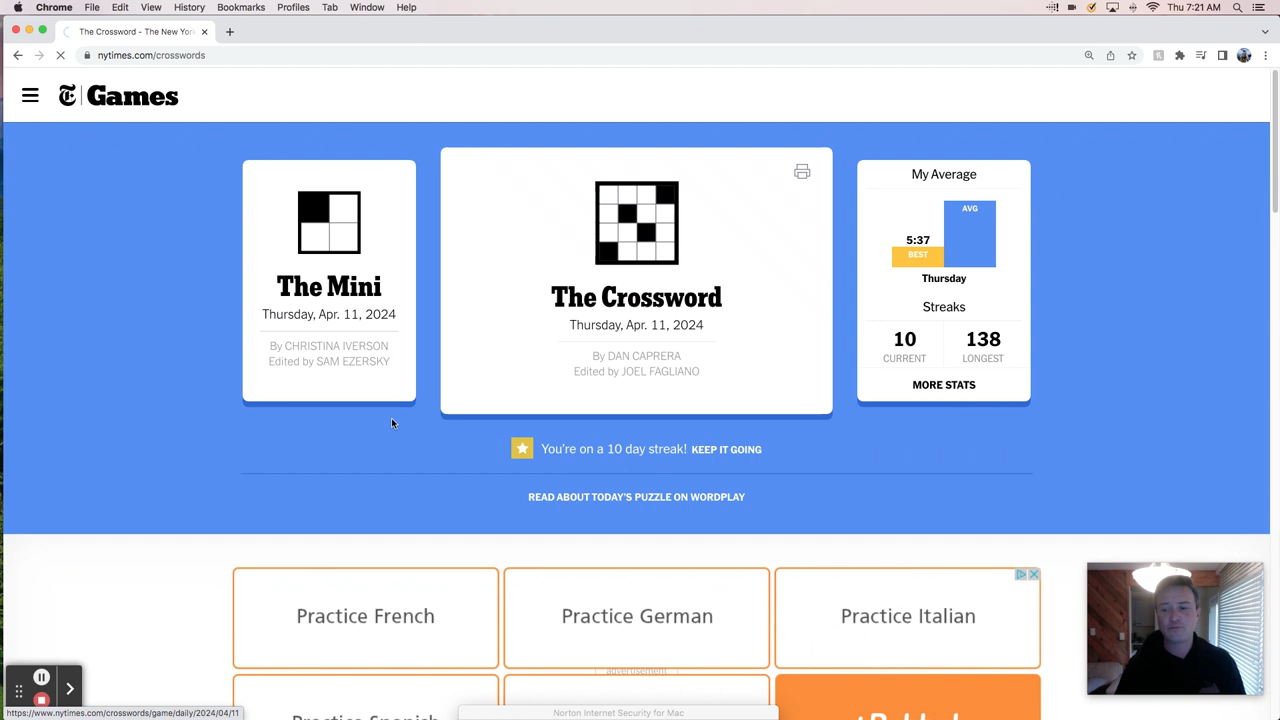 Chrome File Edit View History Bookmarks Profiles Tab Window Help
Thu 7:21 AM
The Crossword - The New York
nytimes.com/crosswords
Games
The Mini
Thursday, Apr. 11, 2024
By CHRISTINA IVERSON
Edited by SAM EZERSKY
The Crossword
Thursday, Apr. 11, 2024
By DAN CAPRERA
Edited by JOEL FAGLIANO
My Average
AVG
5:37
BEST
Thursday
Streaks
10 138
CURRENT LONGEST
MORE STATS
You're on a 10 day streak! KEEP IT GOING
READ ABOUT TODAY'S PUZZLE ON WORDPLAY
Practice French
Practice German
Practice Italian
advertisement
Practice Spanish
https://www.nytimes.com/crosswords/game/daily/2024/04/11
Norton Internet Security for Mac